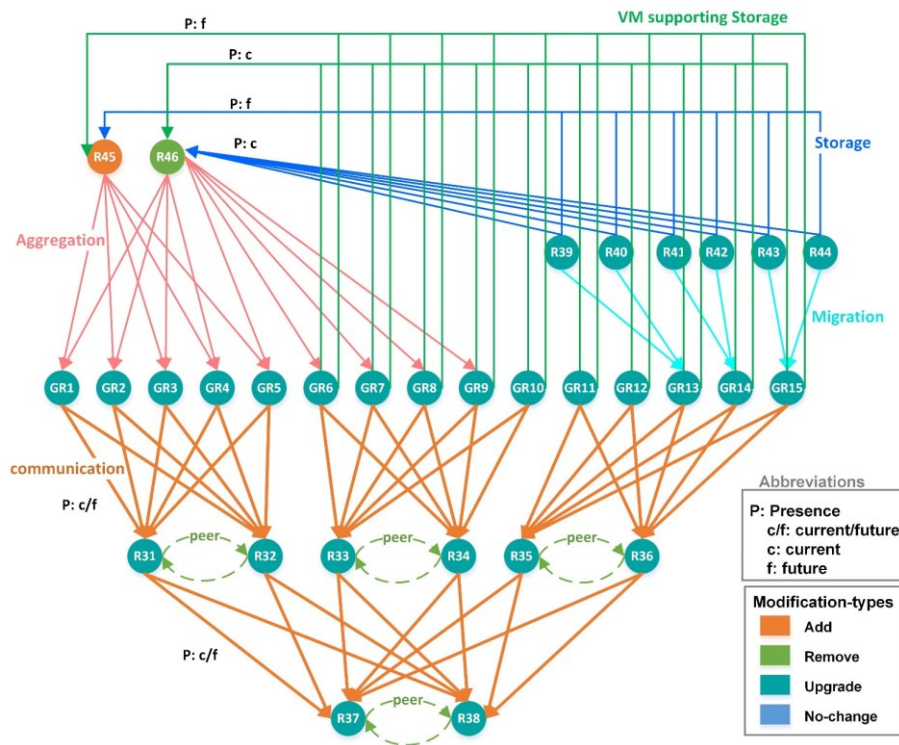 P: f
VM supporting Storage
P: c
P: f
P: c
Storage
R45
R46
Aggregation
R39
R40
R41
R42
R43
R44
Migration
GR1
GR2
GR3
GR4
GR5
GR6
GR7
GR8
GR9
GR10
GR11
GR12
GR13
GR14
GR15
communication
P: c/f
Abbreviations
P: Presence
c/f: current/future
c: current
f: future
R31
peer
R32
R33
peer
R34
R35
peer
R36
Modification-types
Add
Remove
Upgrade
No-change
P: c/f
R37
peer
R38